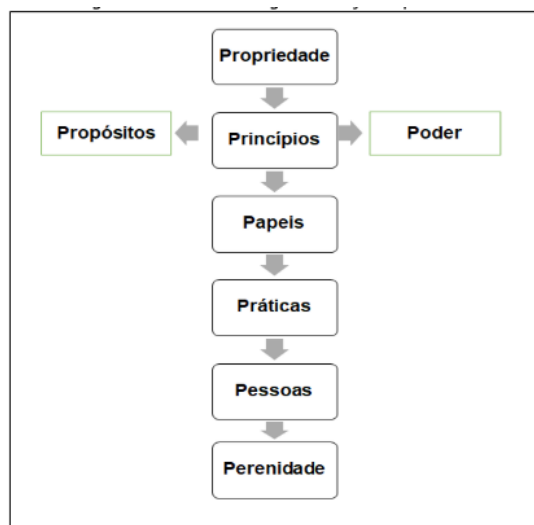 Propriedade
Propósitos
Princípios
Poder
Papeis
Práticas
Pessoas
Perenidade